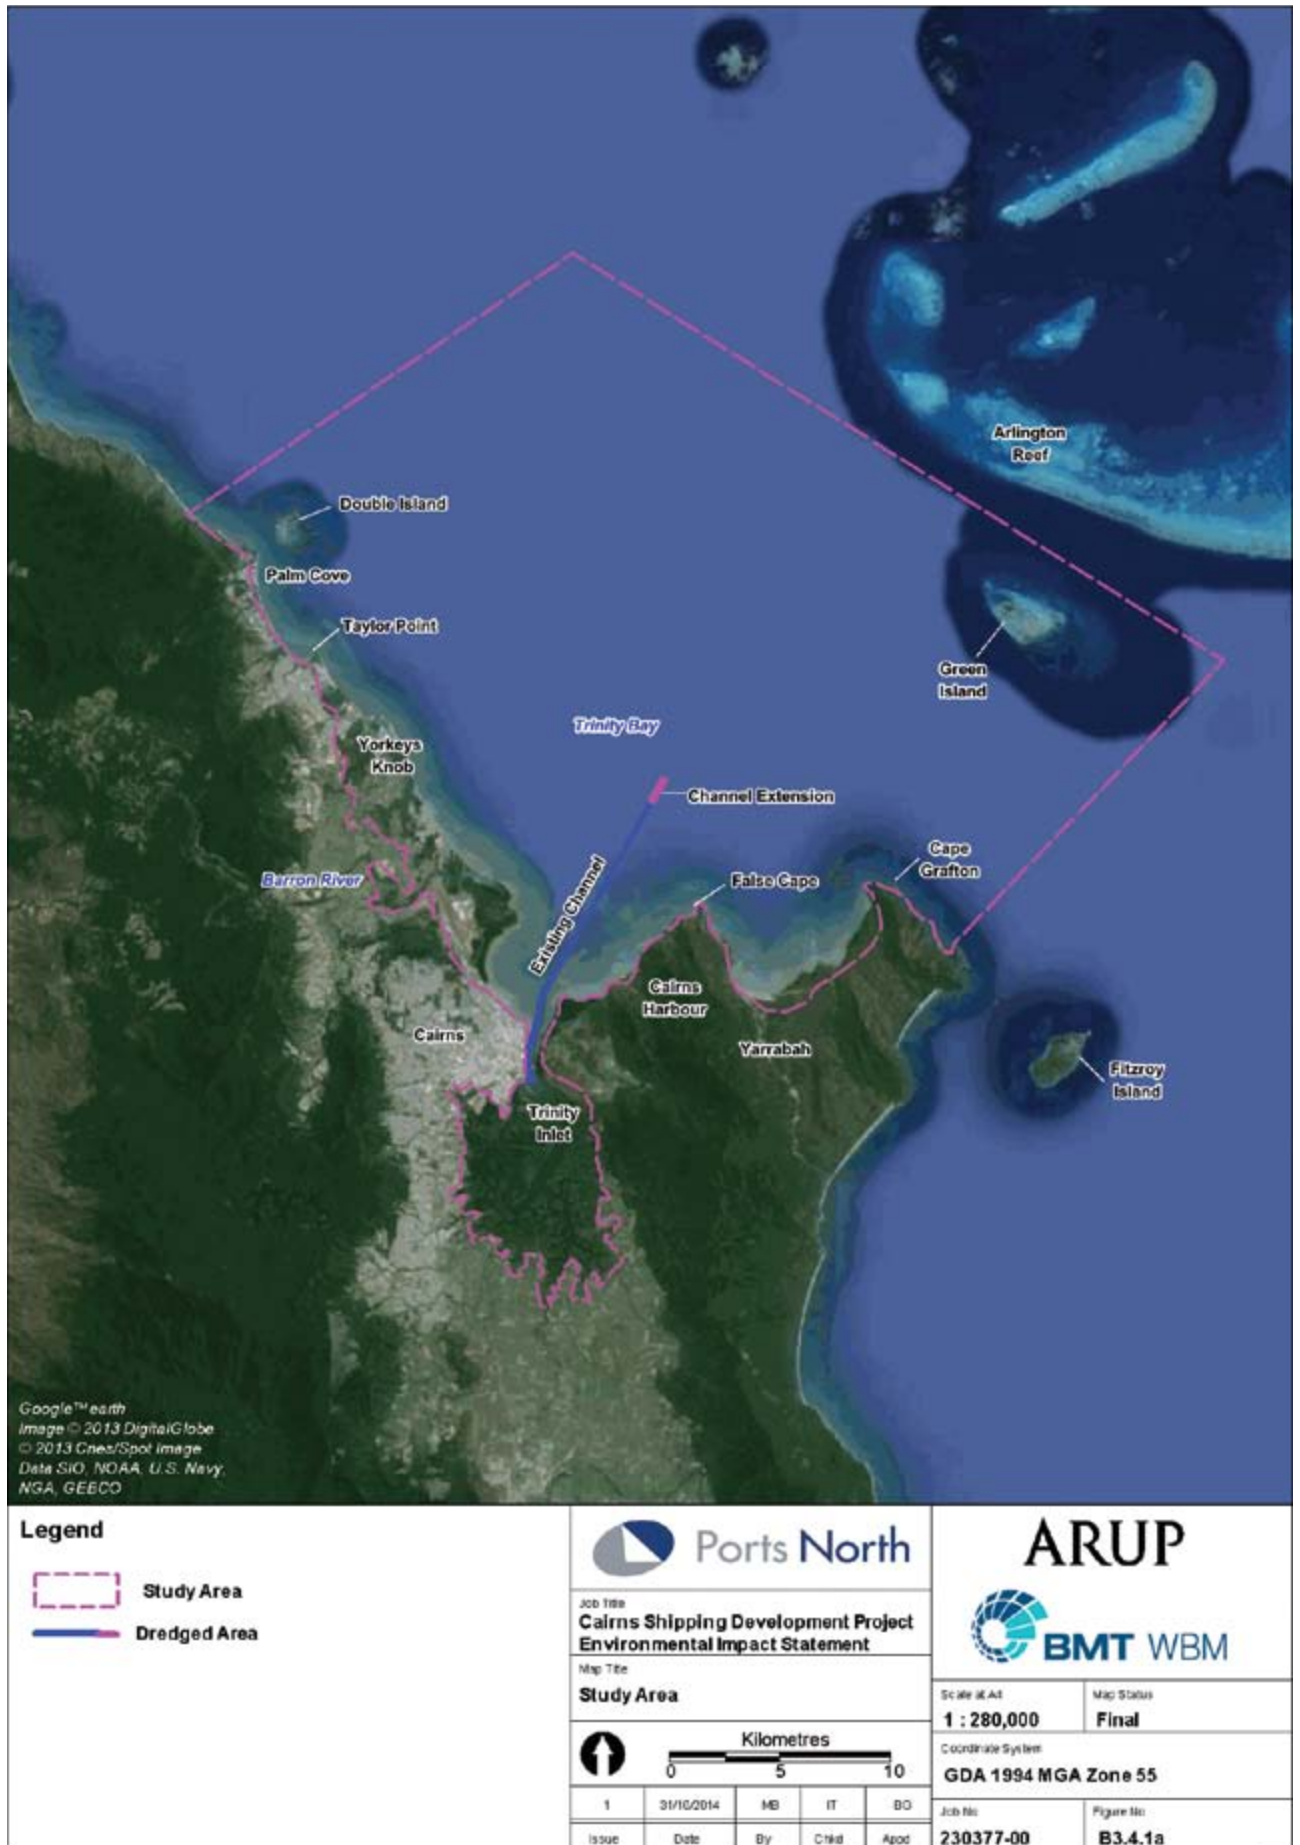 Arlington
Reef
Double Island
Palm Cove
Taylor Point
Green
Island
Trinity Bay
Yorkeys
Knob
Channel Extension
Existing Channel
Cape
Grafton
False Cape
Barron River
Cairns
Harbour
Cairns
Yarrabah
Fitzroy
Island
Trinity
Inlet
Google™earth
Image © 2013 DigitalGlobe
© 2013 Cnes/Spot Image
Data SIO, NOAA, U.S. Navy,
NGA, GEBCO
Legend
Study Area
Dredged Area
Ports North
Job Title
Cairns Shipping Development Project
Environmental Impact Statement
Map Title
Study Area
Kilometres
0 5 10
1 31/10/2014 MB IT BO
Issue Date By Chkd Apod
ARUP
BMT WBM
Scale at A4
1 : 280,000
Map Status
Final
Coordinate System
GDA 1994 MGA Zone 55
Job No
230377-00
Figure No
B3.4.1a